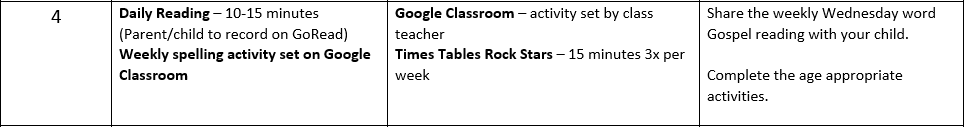 4
Daily Reading – 10-15 minutes
(Parent/child to record on GoRead)
Weekly spelling activity set on Google
Classroom
Google Classroom – activity set by class
teacher
Times Tables Rock Stars – 15 minutes 3x per
week
Share the weekly Wednesday word
Gospel reading with your child.
Complete the age appropriate
activities.